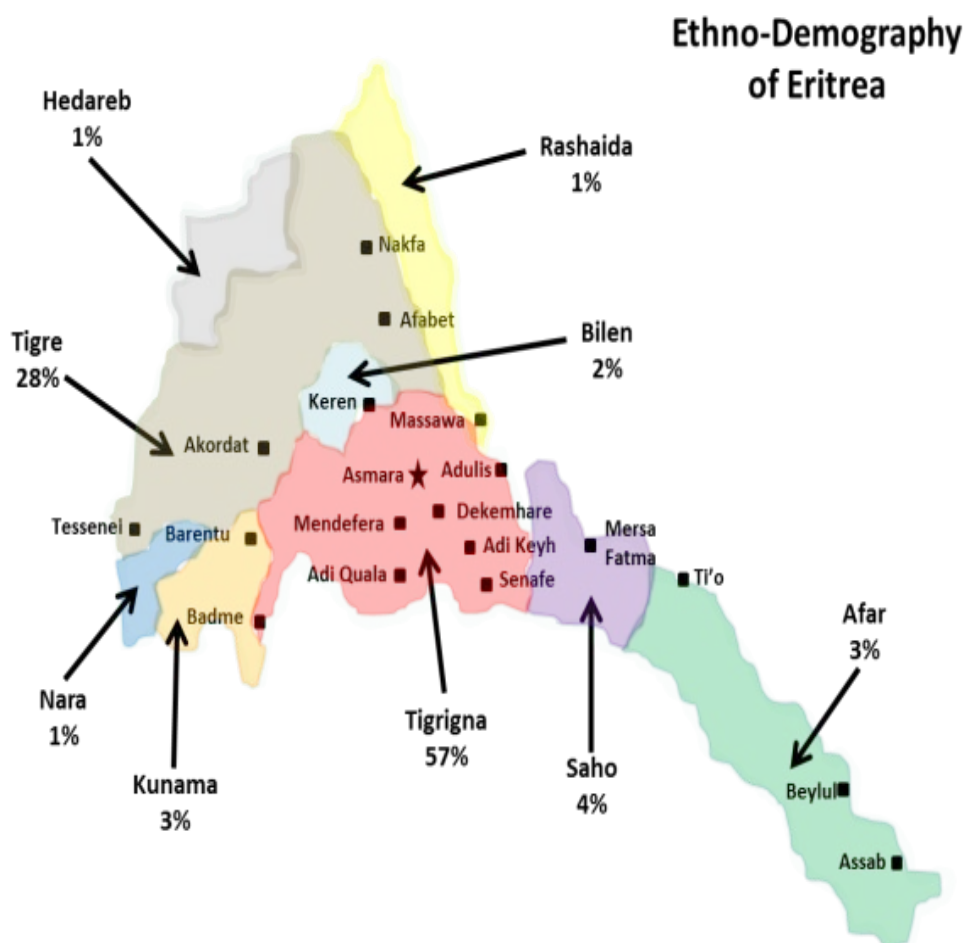 Ethno-Demography
of Eritrea
Hedareb
1%
Rashaida
1%
Nakfa
Afabet
Bilen
2%
Tigre
28%
Keren
Massawa
Akordat
Asmara
Adulis
Tessenei
Barentu
Mendefera
Dekemhare
Mersa
Fatma
Adi Keyh
Adi Quala
Senafe
Ti'o
Badme
Afar
3%
Nara
1%
Tigrigna
57%
Kunama
3%
Saho
4%
Beylul
Assab